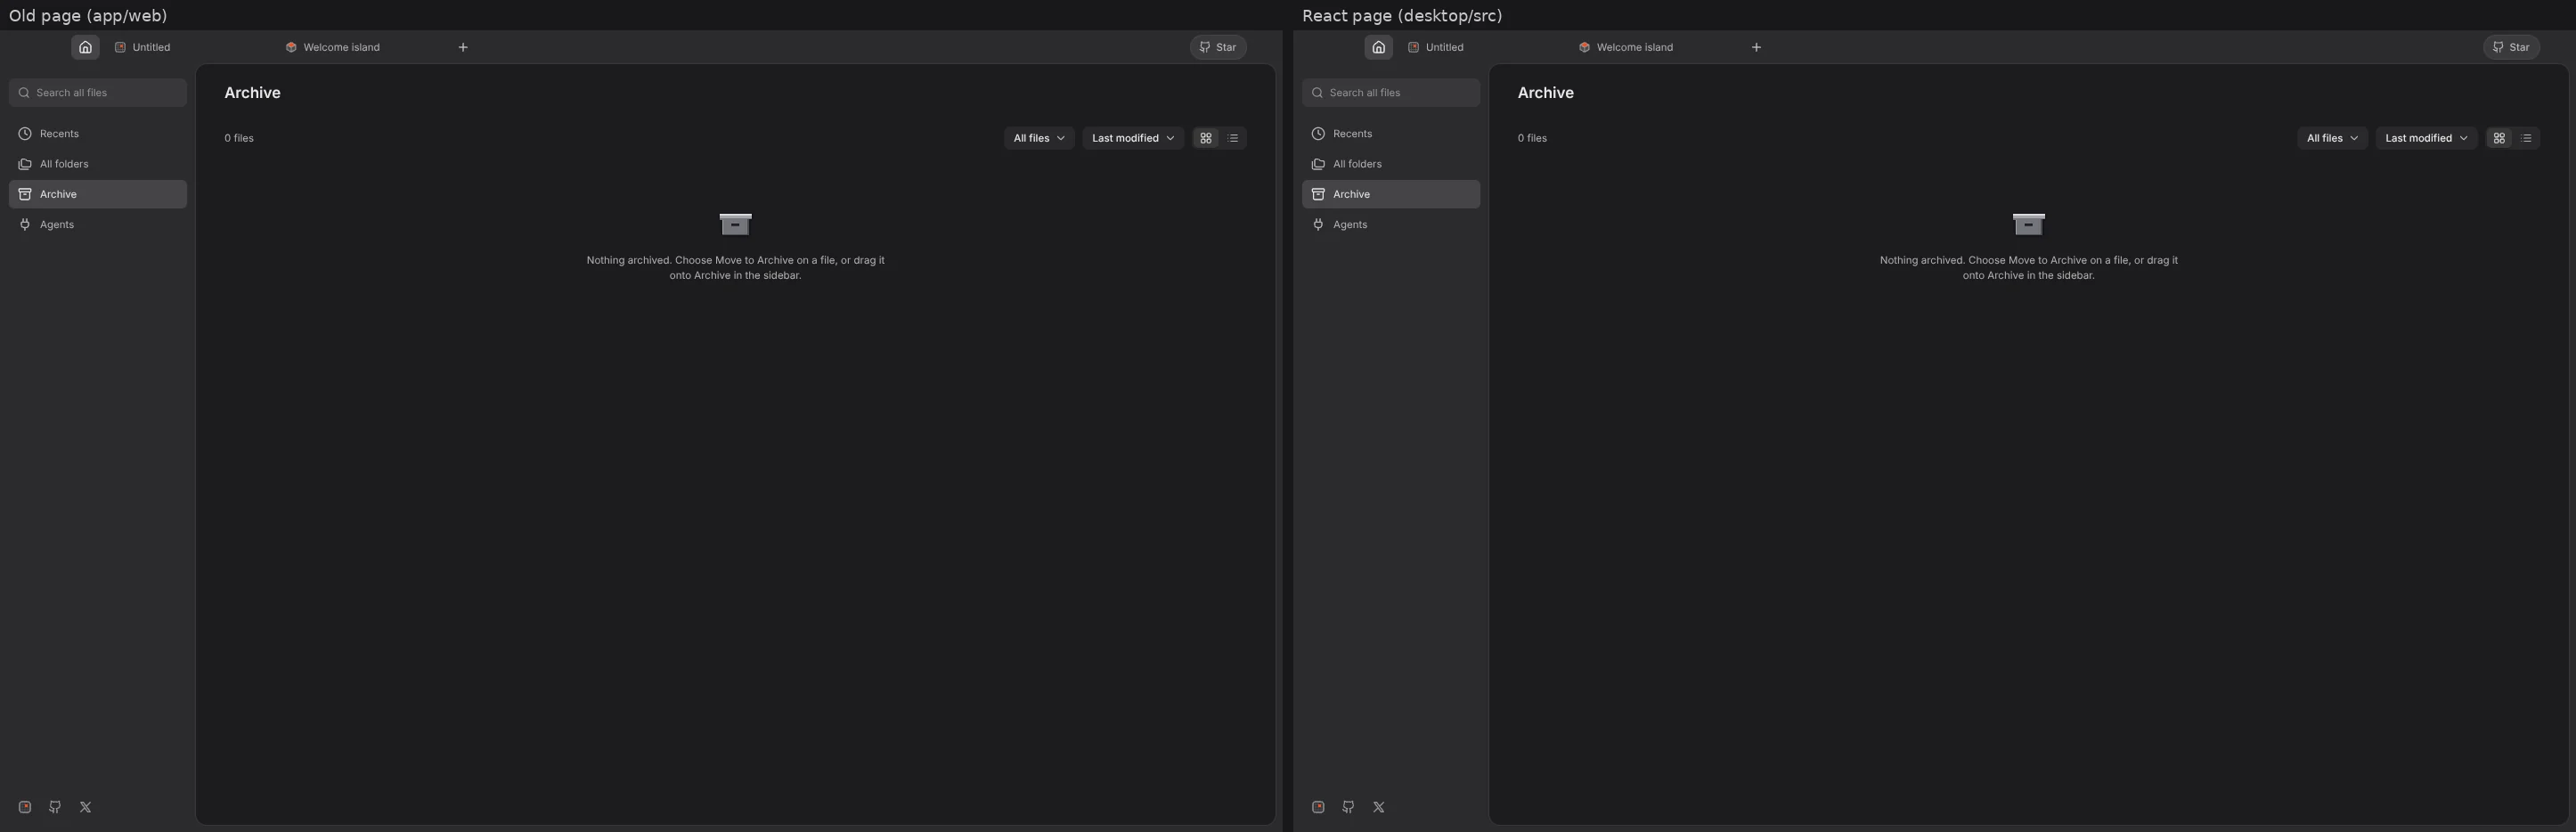 Old page (app/web)
Untitled
Welcome island
Star
Search all files
Recents
All folders
Archive
Agents
Archive
0 files
All files
Last modified
Nothing archived. Choose Move to Archive on a file, or drag it
onto Archive in the sidebar.
React page (desktop/src)
Untitled
Welcome island
Star
Search all files
Recents
All folders
Archive
Agents
Archive
0 files
All files
Last modified
Nothing archived. Choose Move to Archive on a file, or drag it
onto Archive in the sidebar.